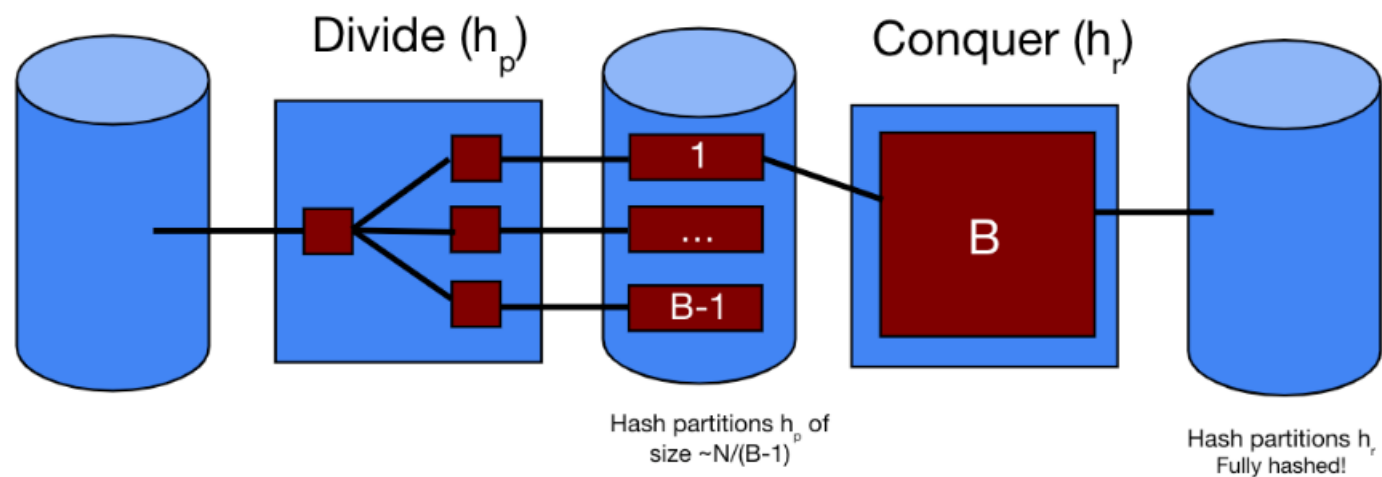 Divide (hp)
Conquer (hr)
1
...
B-1
B
Hash partitions hp of
size ~N/(B-1)
Hash partitions hr
Fully hashed!